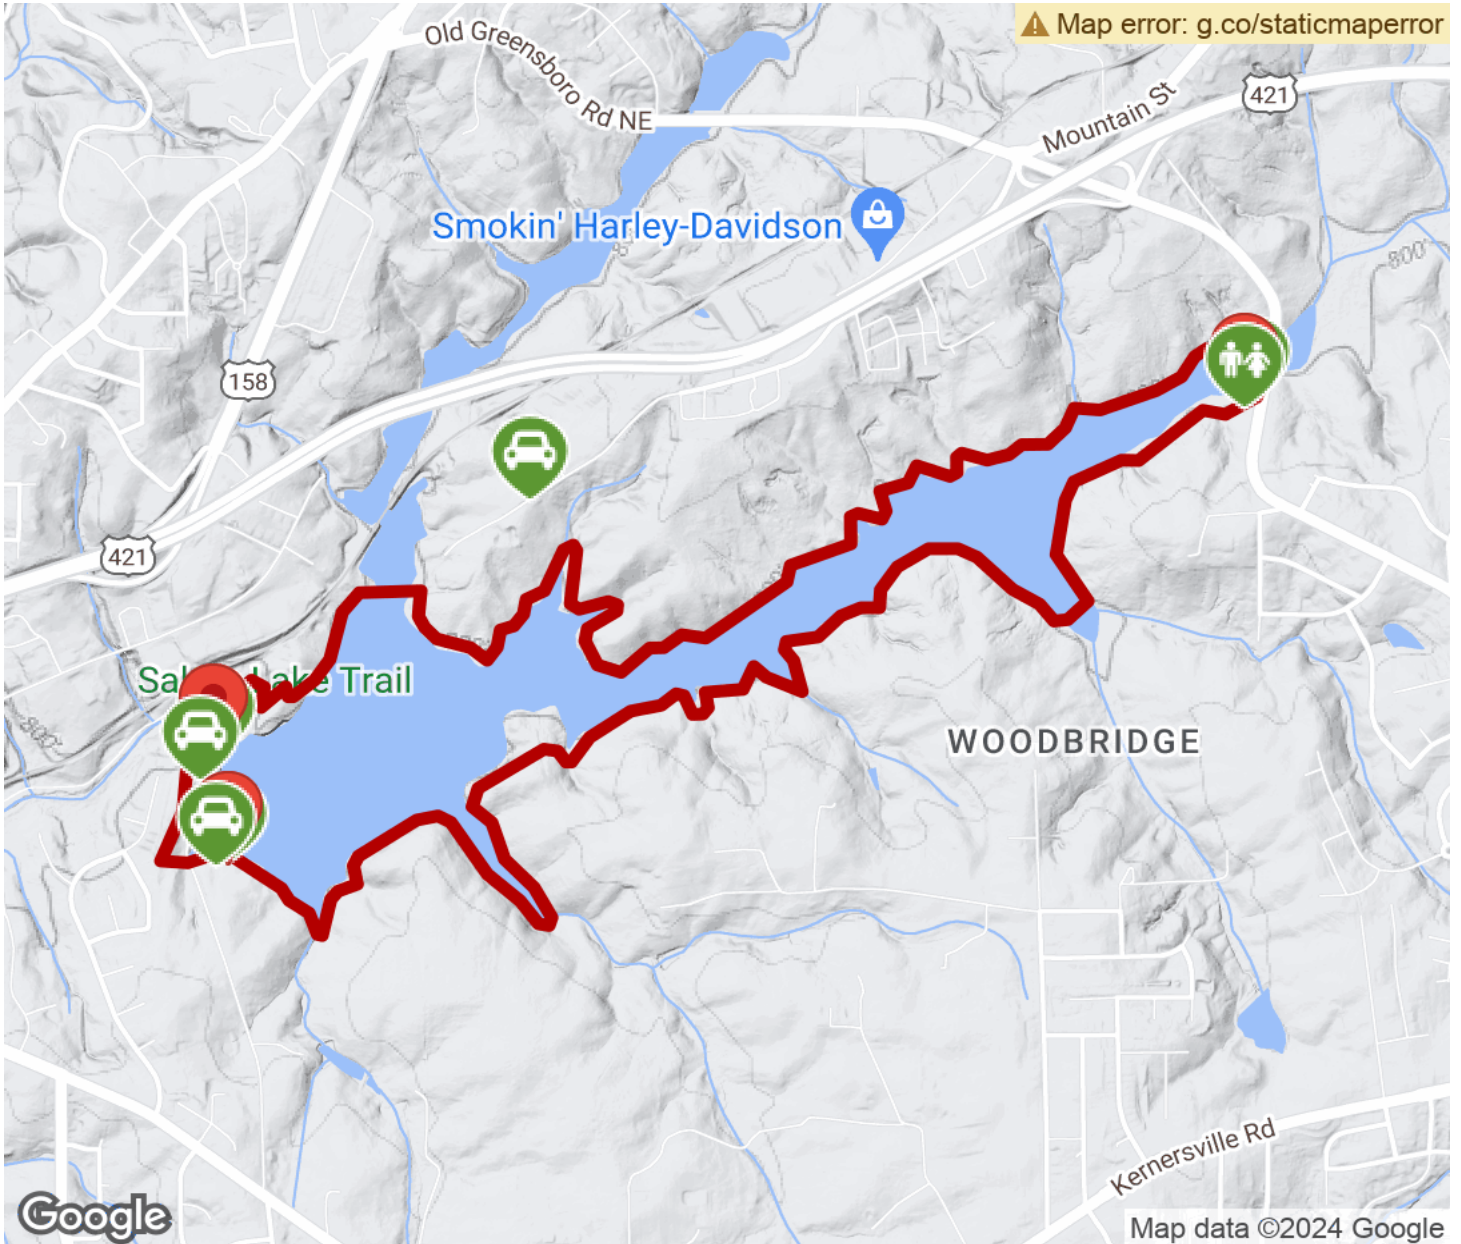 Map error: g.co/staticmaperror
Old Greensboro Rd NE
Mountain St
421
Smokin' Harley-Davidson
800'
158
421
Lake Trail
WOODBRIDGE
Kernersville Rd
Google
Map data ©2024 Google